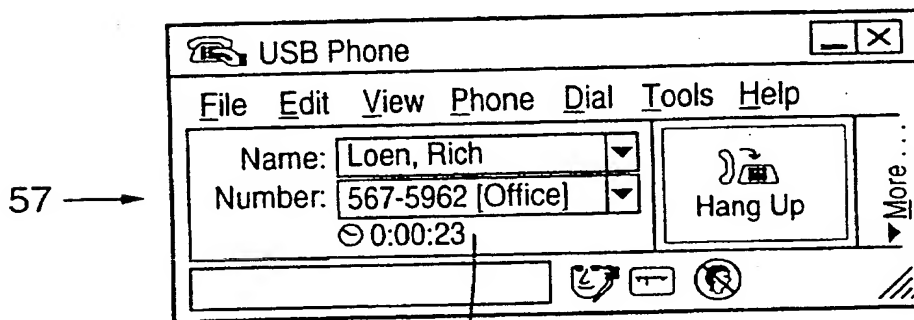 USB Phone
File Edit View Phone Dial Tools Help
Name: Loen, Rich
Number: 567-5962 [Office]
0:00:23
Hang Up
More...
57